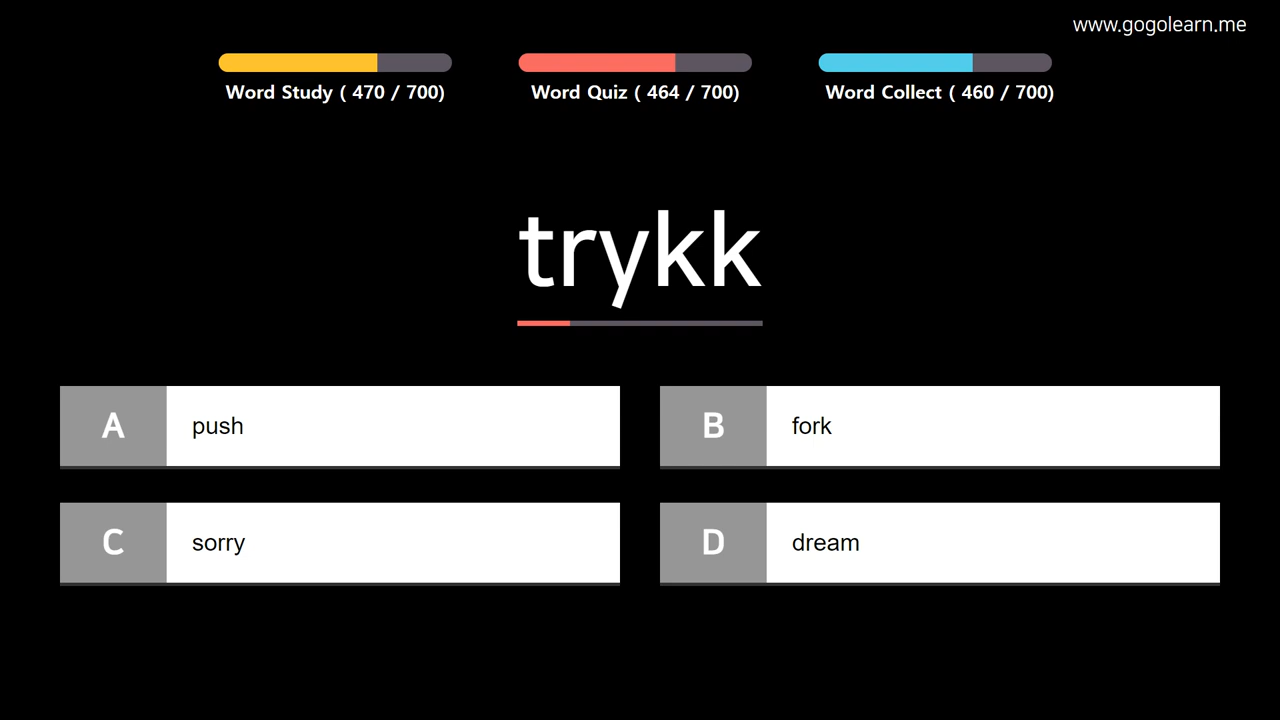 www.gogolearn.me
Word Study ( 470 / 700)
Word Quiz ( 464 / 700)
Word Collect ( 460 / 700)
trykk
A push
B fork
C sorry
D dream